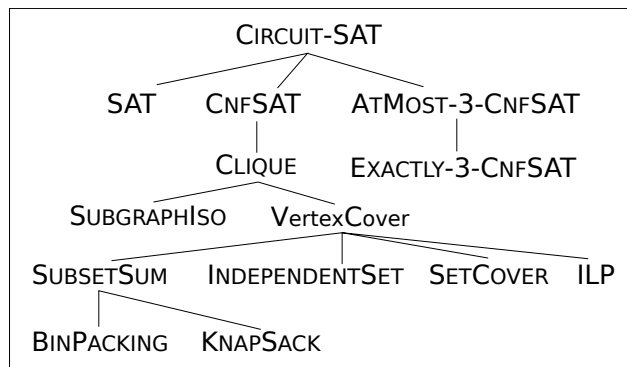 CIRCUIT-SAT
SAT CNFSAT ATMOST-3-CNFSAT
CLIQUE EXACTLY-3-CNFSAT
SUBGRAPHISO VertexCover
SUBSETSUM INDEPENDENTSET SETCOVER ILP
BINPACKING KNAPSACK